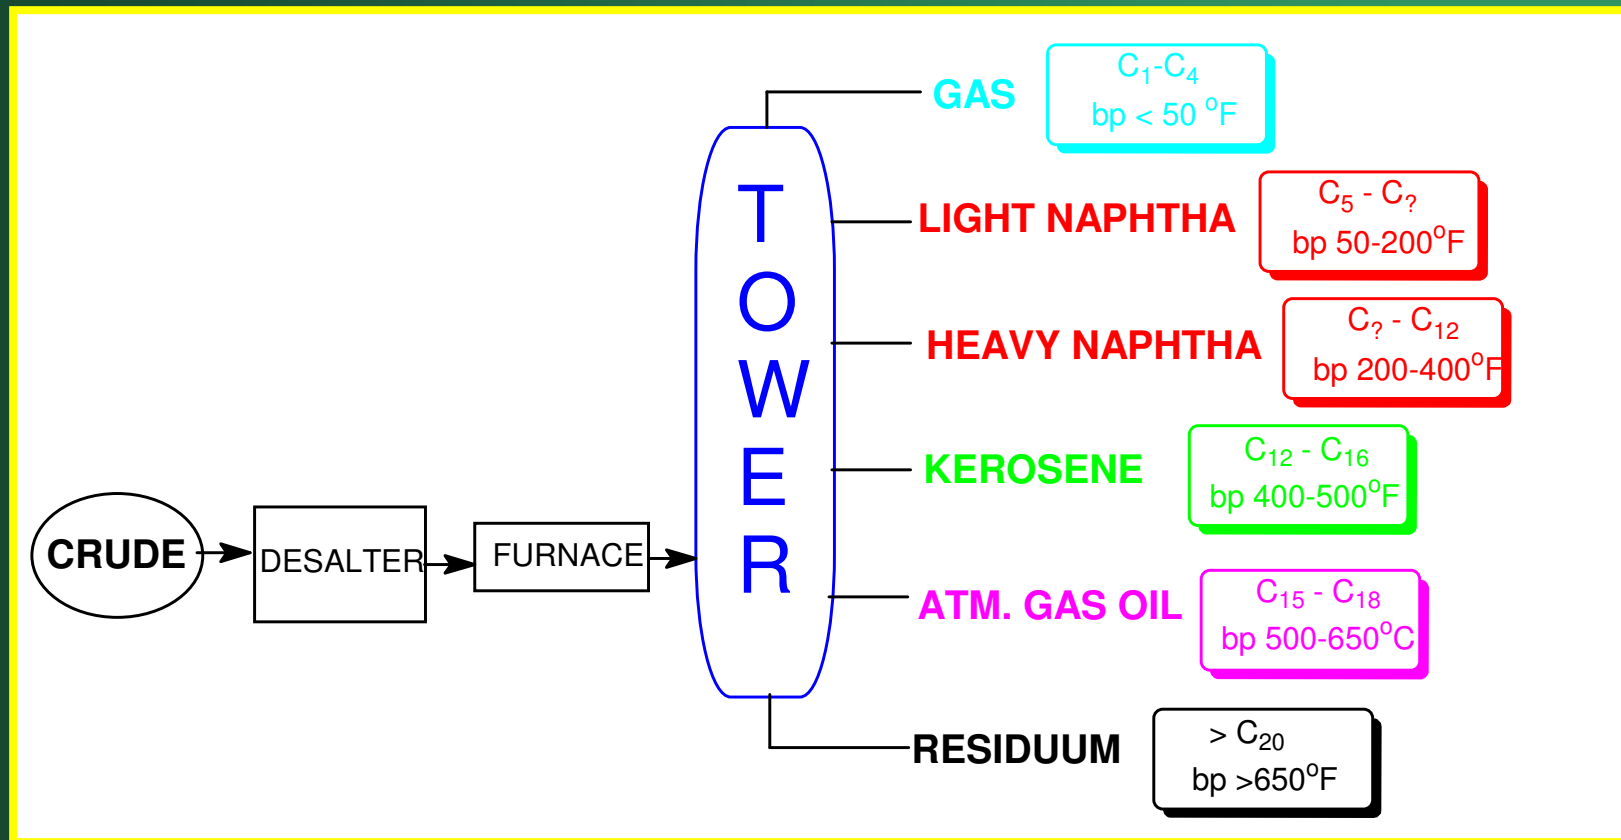 GAS
C₁-C₄
bp < 50 °F
LIGHT NAPHTHA
C₅ - C?
bp 50-200°F
HEAVY NAPHTHA
C? - C₁₂
bp 200-400°F
KEROSENE
C₁₂ - C₁₆
bp 400-500°F
CRUDE
DESALTER
FURNACE
TOWER
ATM. GAS OIL
C₁₅ - C₁₈
bp 500-650°C
RESIDUUM
> C₂₀
bp >650°F